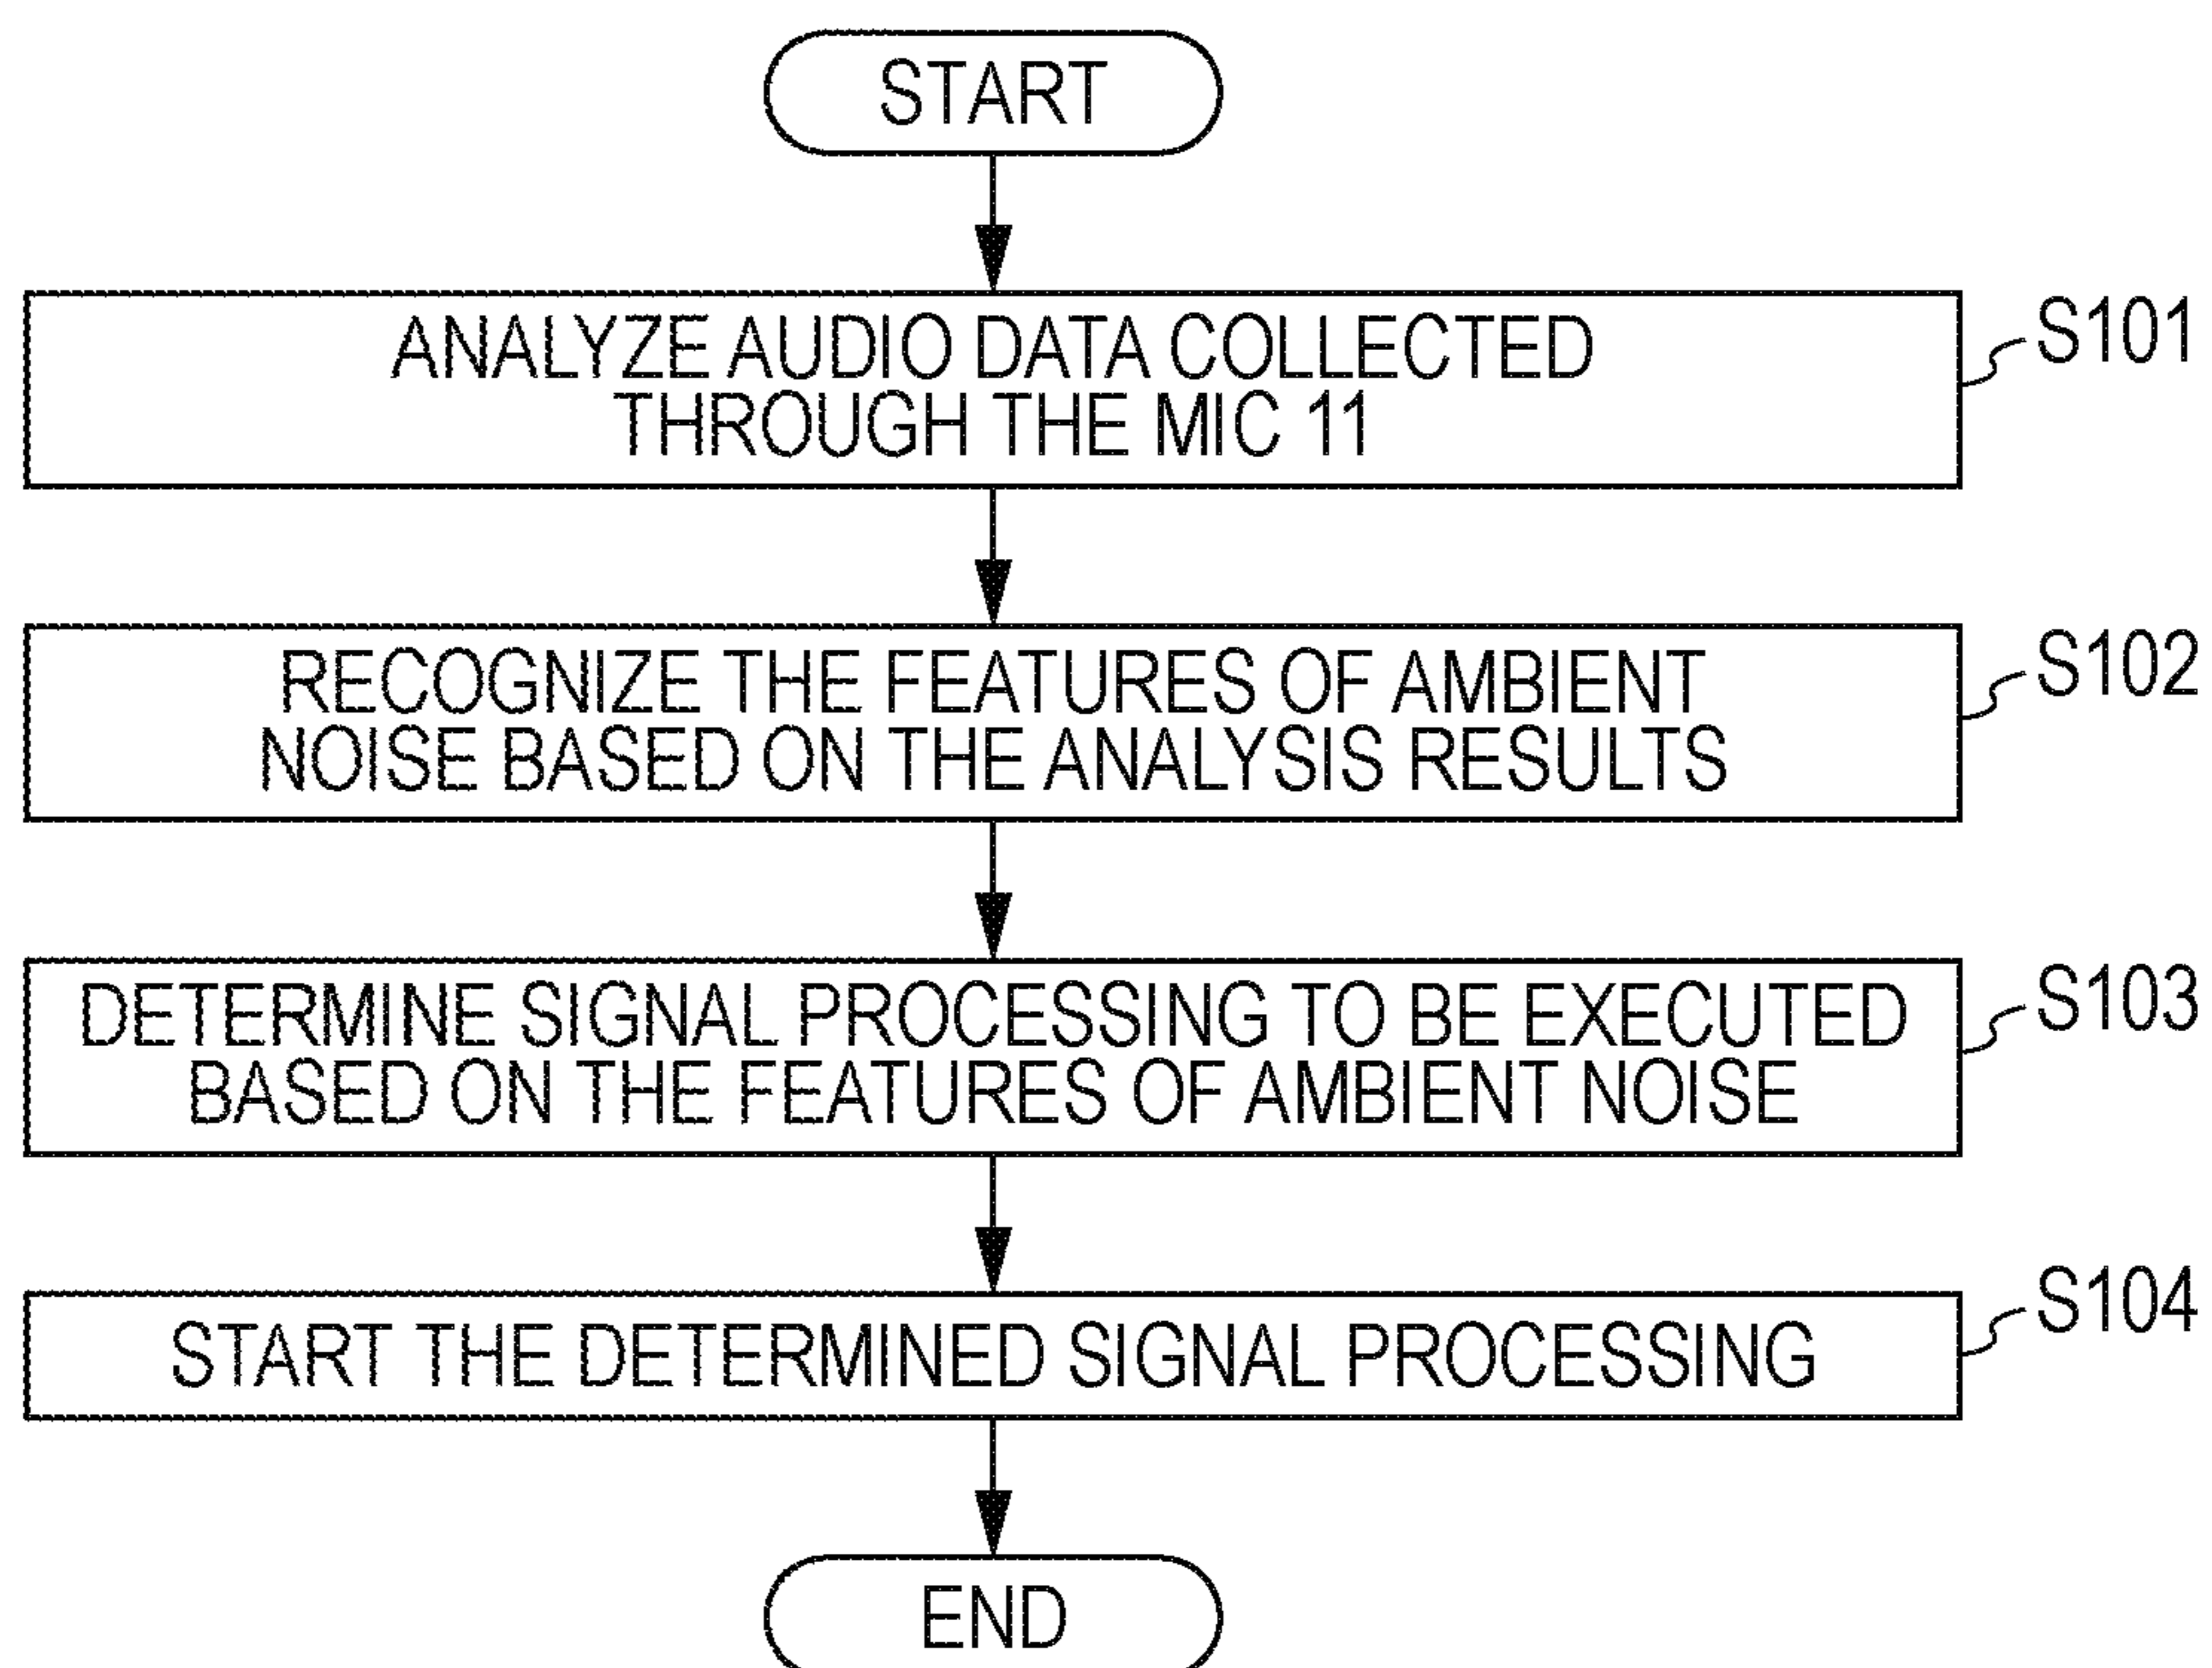 START
ANALYZE AUDIO DATA COLLECTED
THROUGH THE MIC 11
S101
RECOGNIZE THE FEATURES OF AMBIENT
NOISE BASED ON THE ANALYSIS RESULTS
S102
DETERMINE SIGNAL PROCESSING TO BE EXECUTED
BASED ON THE FEATURES OF AMBIENT NOISE
S103
START THE DETERMINED SIGNAL PROCESSING
S104
END